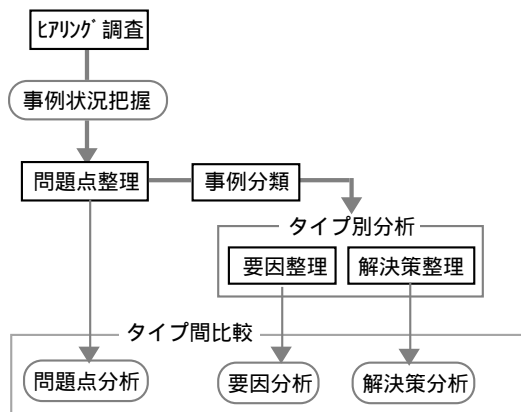 ﾋｱﾘﾝｸﾞ調査
事例状況把握
問題点整理
事例分類
タイプ別分析
要因整理
解決策整理
タイプ間比較
問題点分析
要因分析
解決策分析